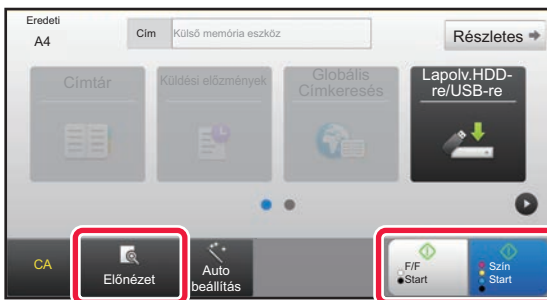 Eredeti
A4
Cím
Külső memória eszköz
Részletes
Címtár
Küldési előzmények
Globális
Címkeresés
Lapolv.HDD-
re/USB-re
CA
Előnézet
Auto
beállítás
F/F
Start
Szín
Start